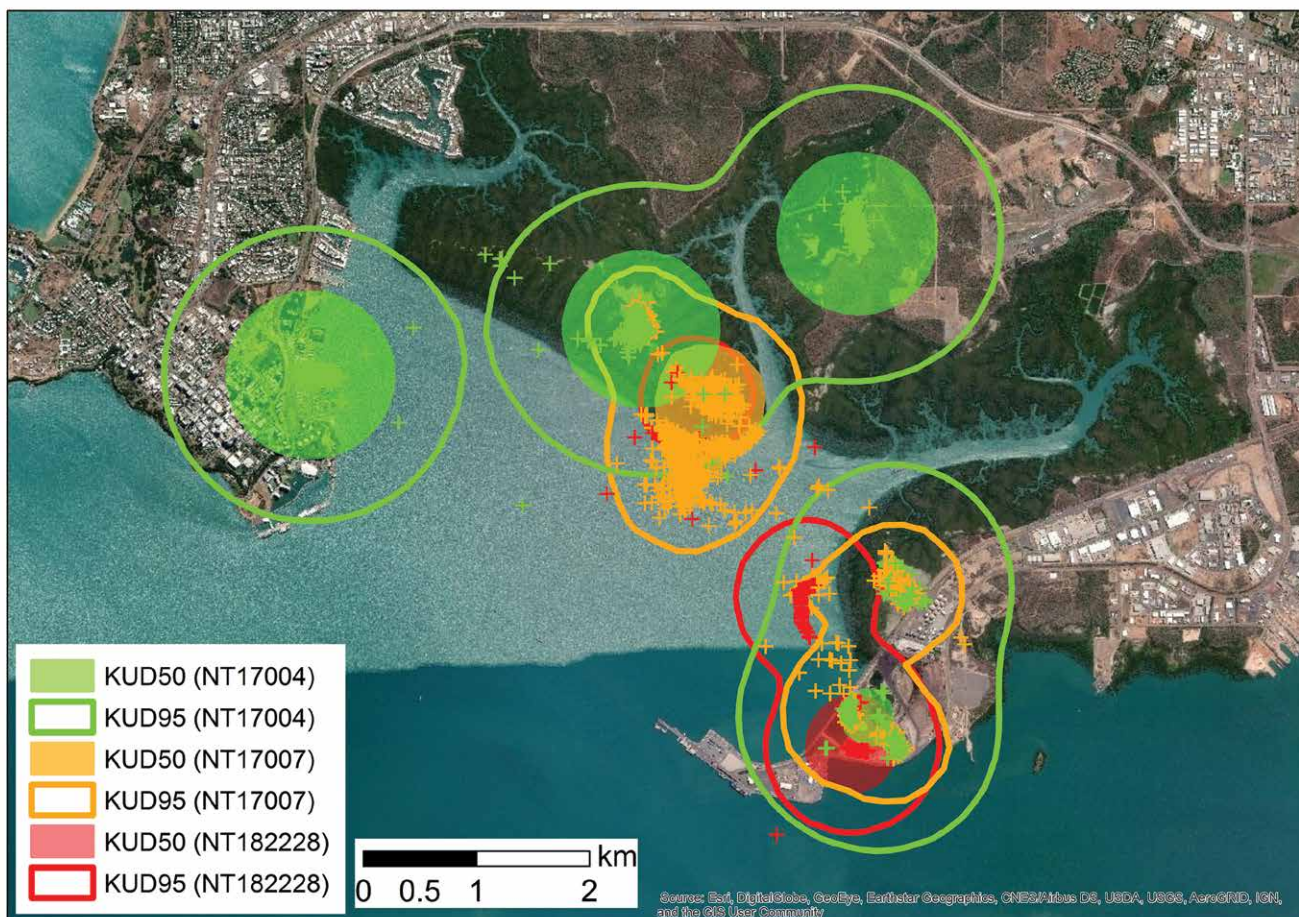 KUD50 (NT17004)
KUD95 (NT17004)
KUD50 (NT17007)
KUD95 (NT17007)
KUD50 (NT182228)
KUD95 (NT182228)
km
0 0.5 1 2
Source: Esri, DigitalGlobe, GeoEye, Earthstar Geographics, CNES/Airbus DS, USDA, USGS, AeroGRID, IGN,
and the GIS User Community